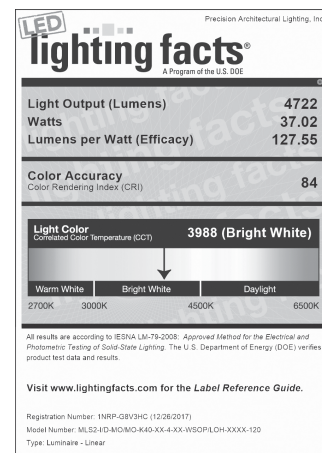 Precision Architectural Lighting, Inc
LED
lighting facts®
A Program of the U.S. DOE
Light Output (Lumens) 4722
Watts 37.02
Lumens per Watt (Efficacy) 127.55
Color Accuracy 84
Color Rendering Index (CRI)
Light Color 3988 (Bright White)
Correlated Color Temperature (CCT)
Warm White Bright White Daylight
2700K 3000K 4500K 6500K
All results are according to IESNA LM-79-2008: Approved Method for the Electrical and
Photometric Testing of Solid-State Lighting. The U.S. Department of Energy (DOE) verifies
product test data and results.
Visit www.lightingfacts.com for the Label Reference Guide.
Registration Number: 1NRP-G8V3HC (12/26/2017)
Model Number: MLS2-I/D-MO/MO-K40-XX-4-XX-WSOP/LOH-XXXX-120
Type: Luminaire - Linear